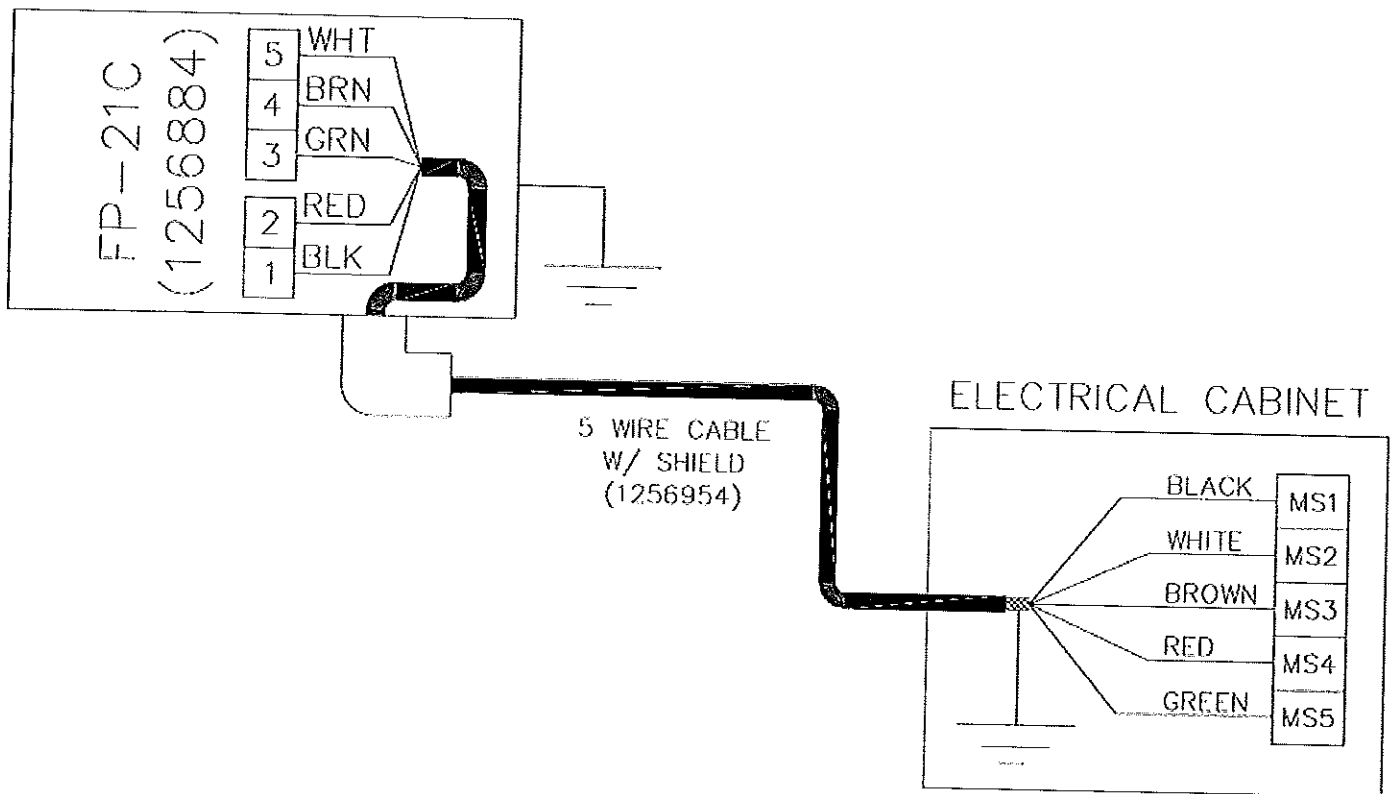 FP-21C
(1256884)
5 WHT
4 BRN
3 GRN
2 RED
1 BLK
5 WIRE CABLE
W/ SHIELD
(1256954)
ELECTRICAL CABINET
BLACK MS1
WHITE MS2
BROWN MS3
RED MS4
GREEN MS5